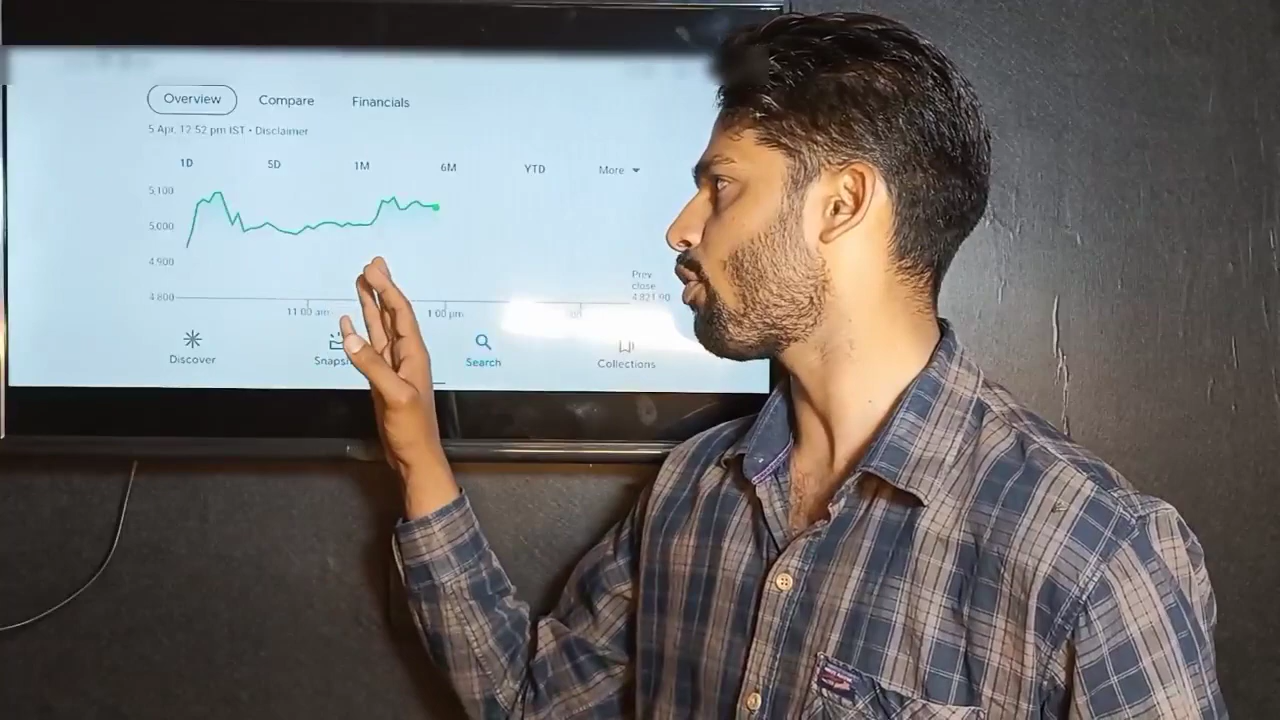 Overview Compare Financials
5 Apr, 12:52 pm IST • Disclaimer
1D 5D 1M 6M YTD More
5,100
5,000
4,900
Prev
close
4,800 4,821.90
11:00 am 1:00 pm
Discover Search Collections